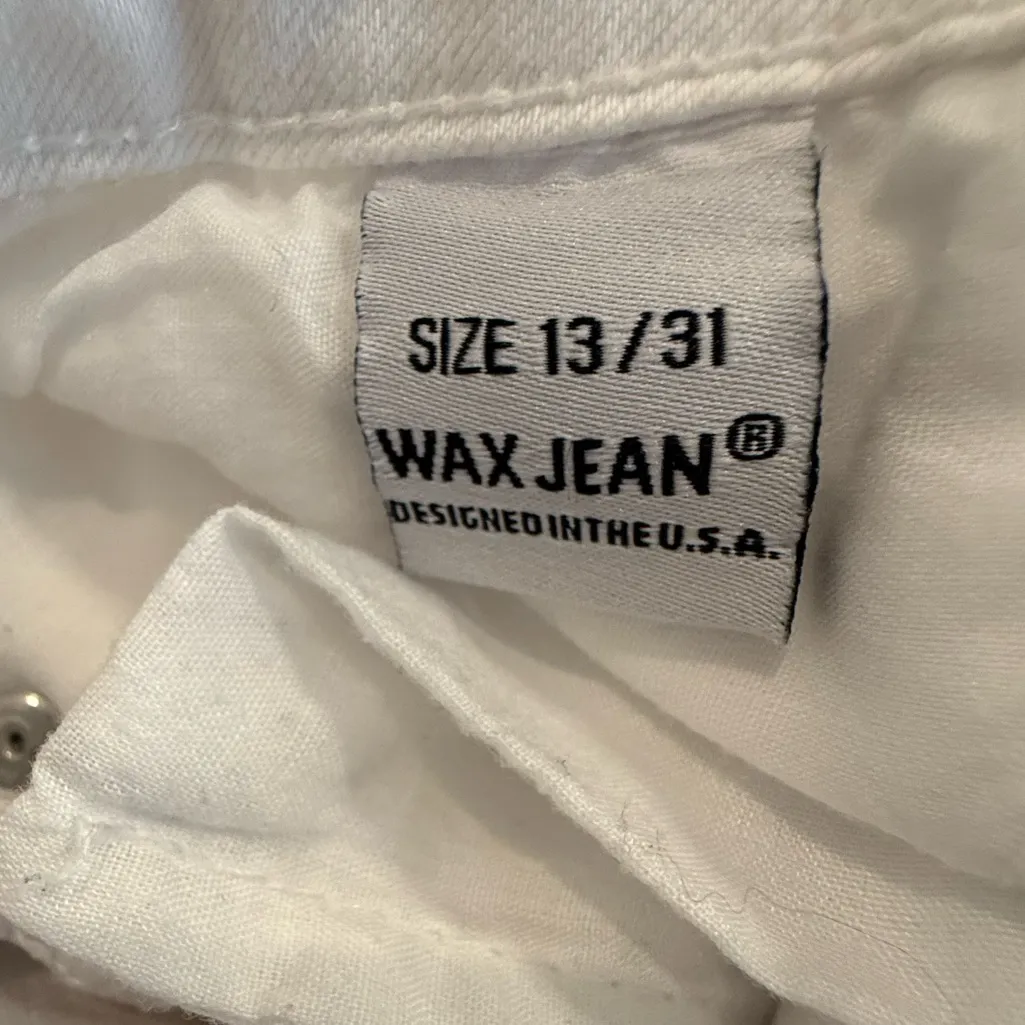 SIZE 13/31
WAX JEAN®
DESIGNED IN THE U.S.A.